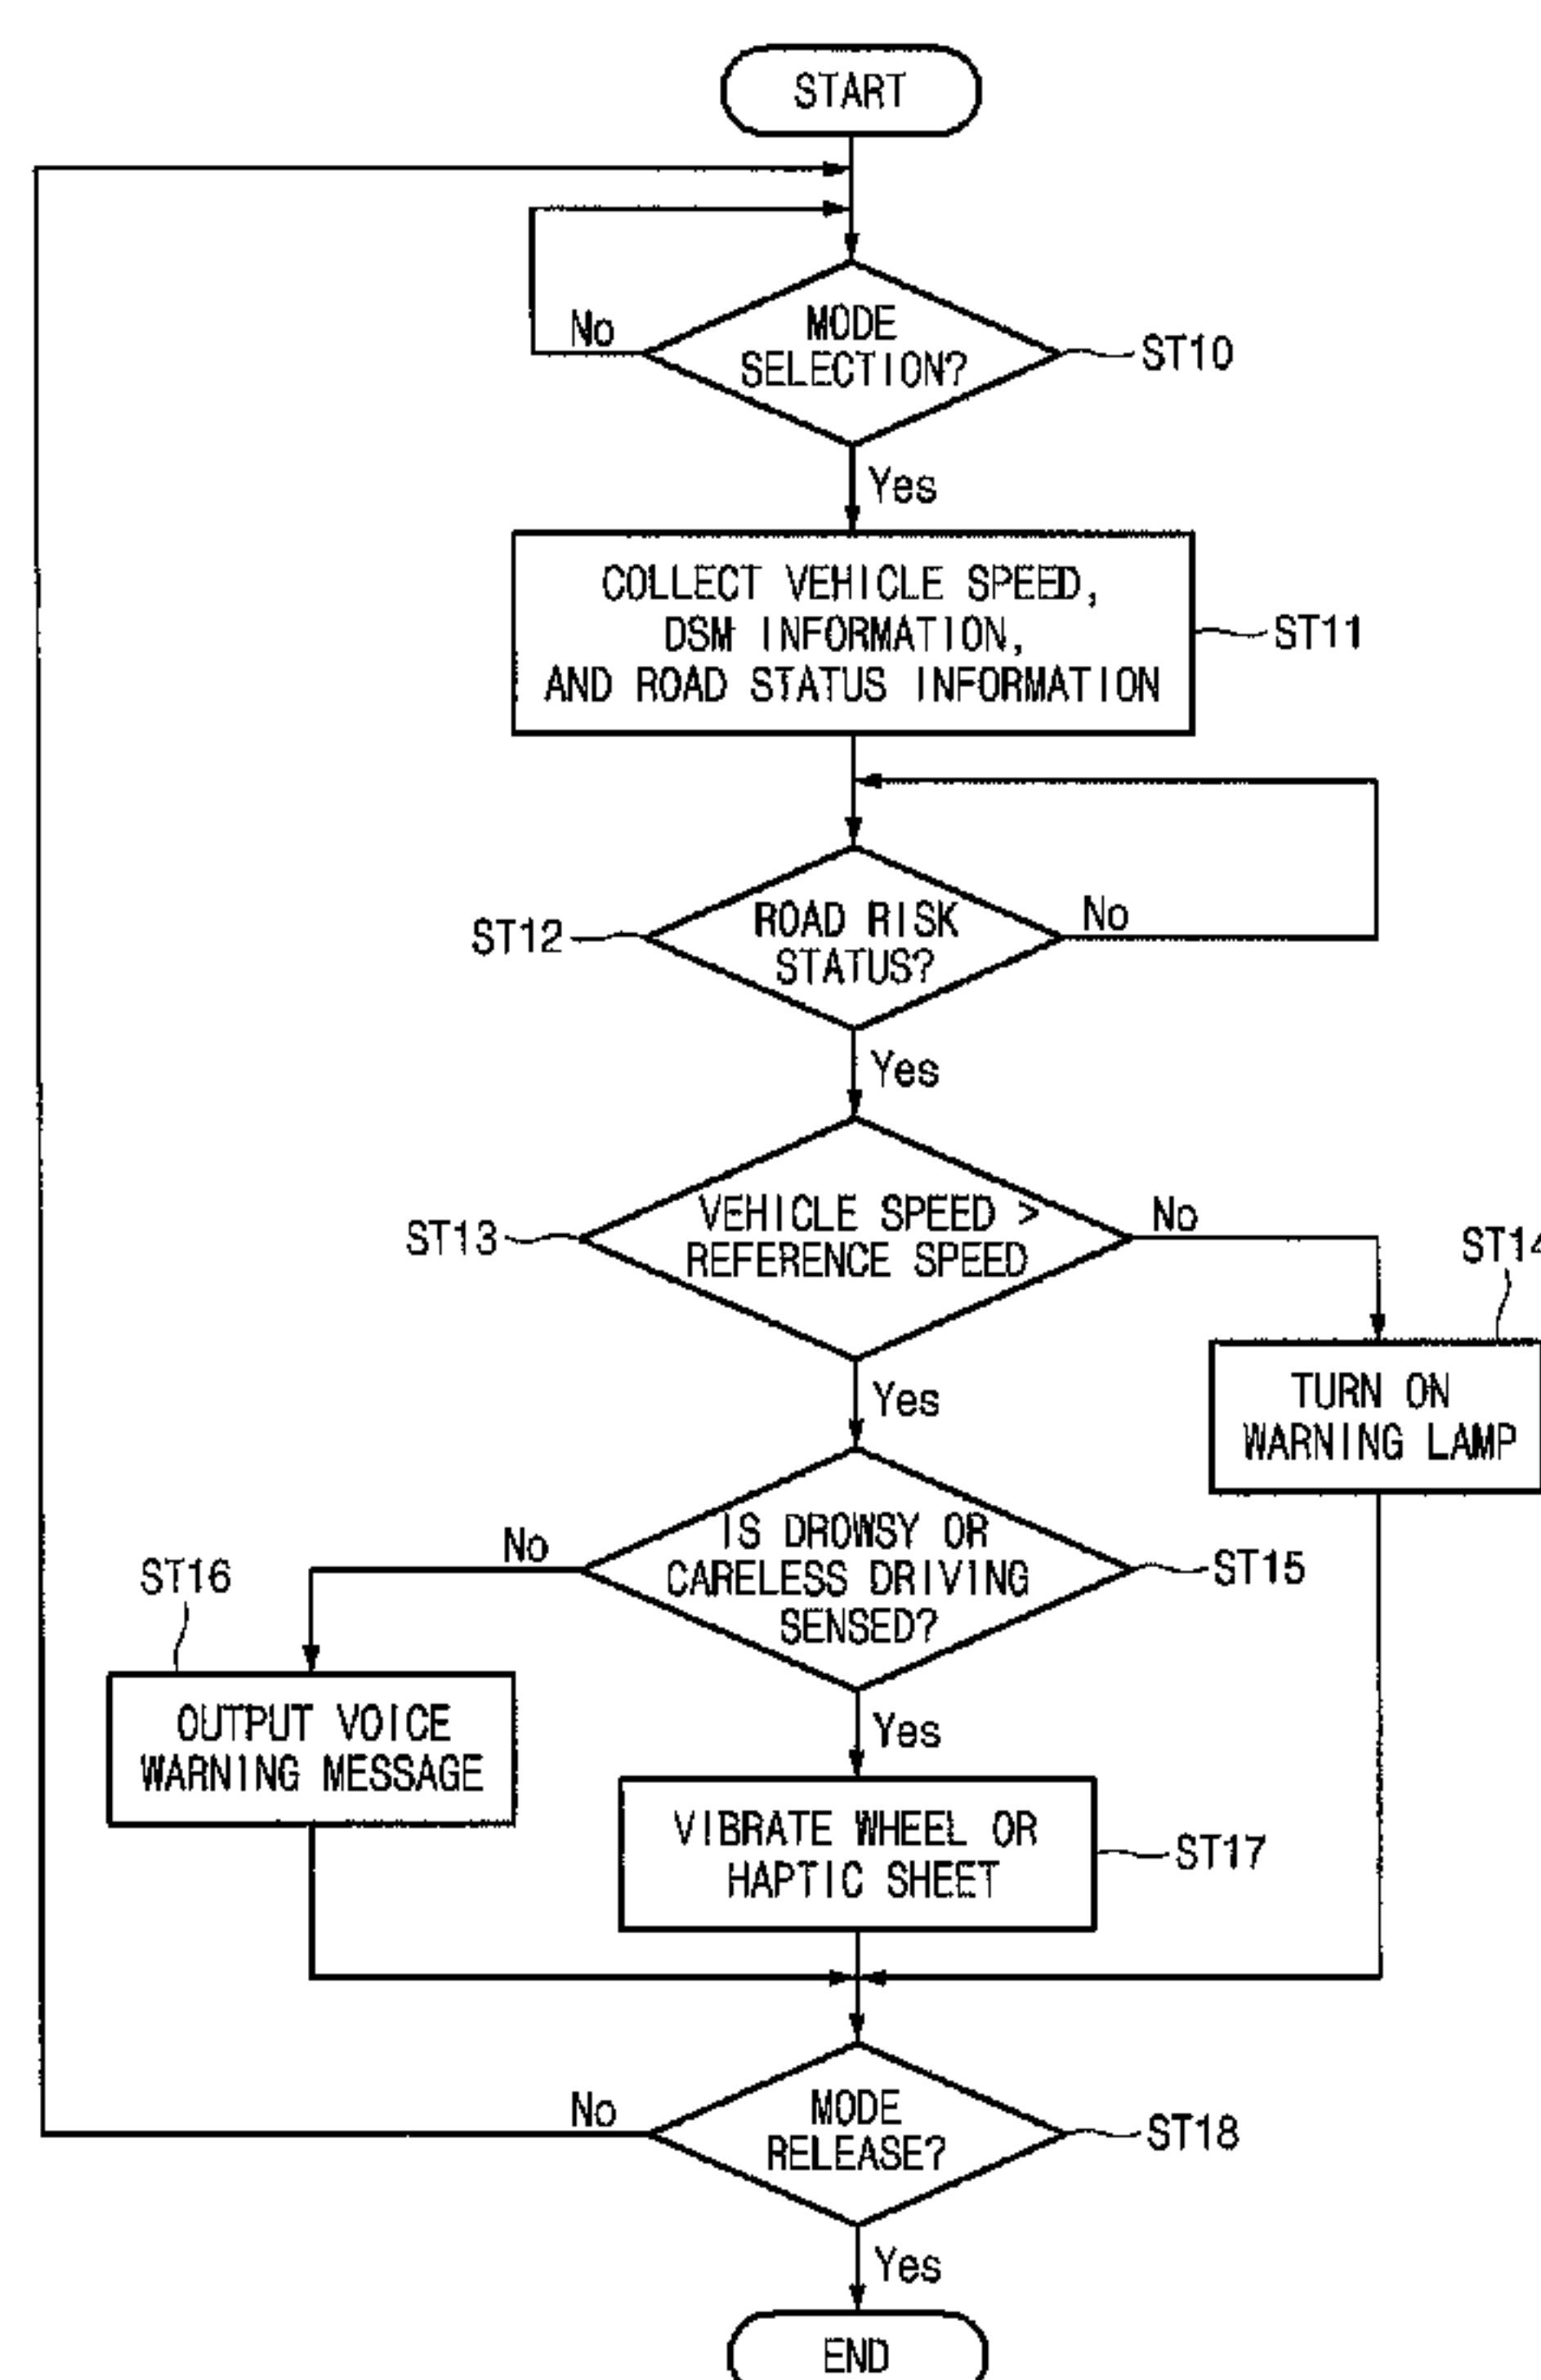 START
No
MODE
SELECTION?
ST10
Yes
COLLECT VEHICLE SPEED,
DSM INFORMATION,
AND ROAD STATUS INFORMATION
ST11
ST12
ROAD RISK
STATUS?
No
Yes
ST13
VEHICLE SPEED >
REFERENCE SPEED
No
ST14
TURN ON
WARNING LAMP
Yes
No
IS DROWSY OR
CARELESS DRIVING
SENSED?
ST15
ST16
OUTPUT VOICE
WARNING MESSAGE
Yes
VIBRATE WHEEL OR
HAPTIC SHEET
ST17
No
MODE
RELEASE?
ST18
Yes
END